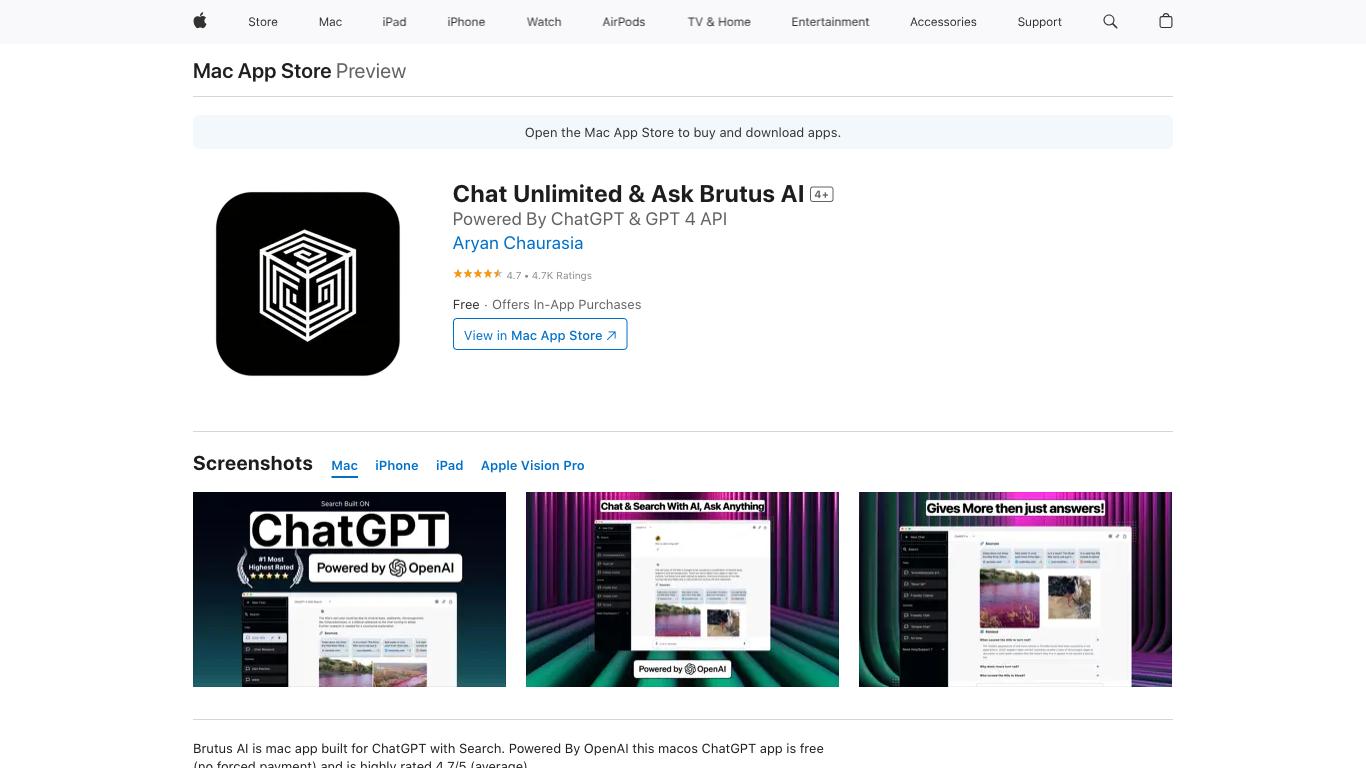 Store Mac iPad iPhone Watch AirPods TV & Home Entertainment Accessories Support
Mac App Store Preview
Open the Mac App Store to buy and download apps.
Chat Unlimited & Ask Brutus AI 4+
Powered By ChatGPT & GPT 4 API
Aryan Chaurasia
4.7 • 4.7K Ratings
Free · Offers In-App Purchases
View in Mac App Store
Screenshots Mac iPhone iPad Apple Vision Pro
Search Built ON
ChatGPT
#1 Most
Highest Rated
Powered by OpenAI
Chat & Search With AI, Ask Anything
Powered by OpenAI
Gives More then just answers!
Brutus AI is mac app built for ChatGPT with Search. Powered By OpenAI this macos ChatGPT app is free
(no forced payment) and is highly rated 4.7/5 (average)